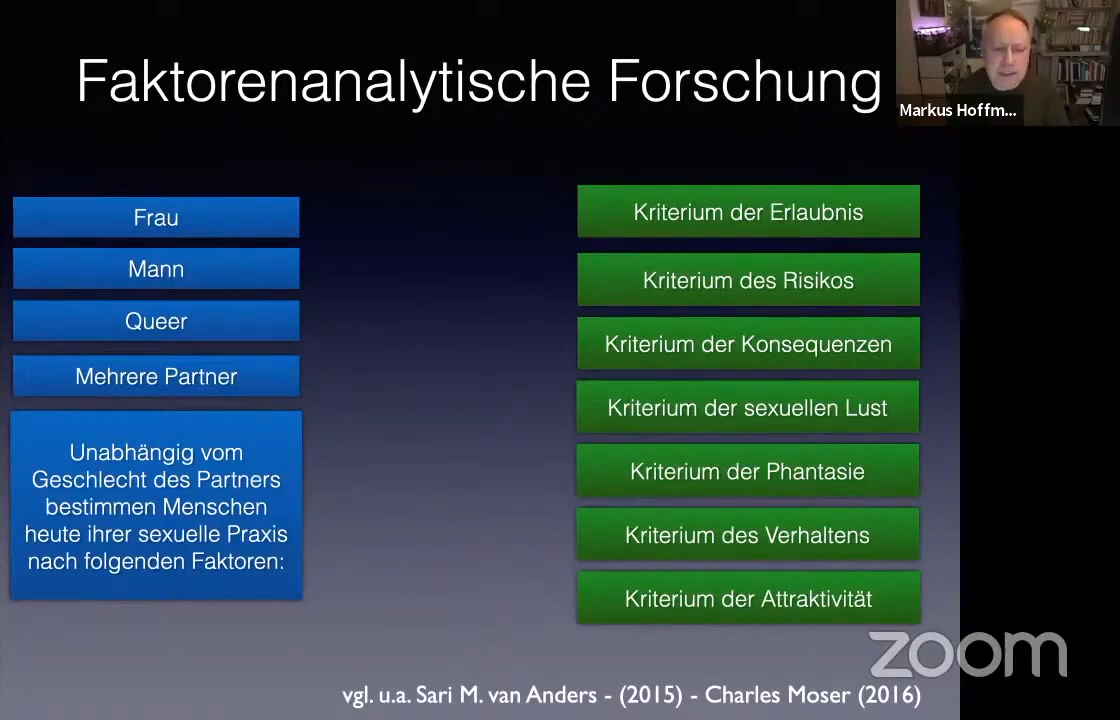 Faktorenanalytische Forschung
Markus Hoffm...
Frau
Mann
Queer
Mehrere Partner
Unabhängig vom
Geschlecht des Partners
bestimmen Menschen
heute ihrer sexuelle Praxis
nach folgenden Faktoren:
Kriterium der Erlaubnis
Kriterium des Risikos
Kriterium der Konsequenzen
Kriterium der sexuellen Lust
Kriterium der Phantasie
Kriterium des Verhaltens
Kriterium der Attraktivität
zoom
vgl. u.a. Sari M. van Anders - (2015) - Charles Moser (2016)